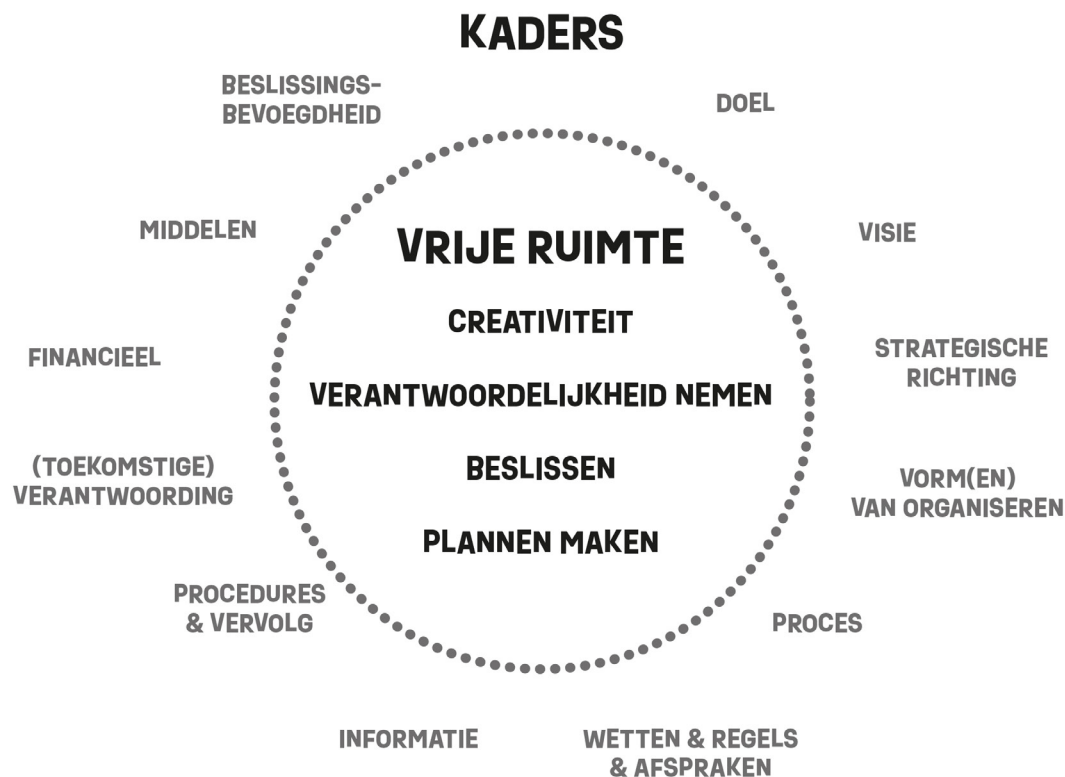 KADERS
BESLISSINGS-
BEVOEGDHEID
DOEL
MIDDELEN
VISIE
VRIJE RUIMTE
CREATIVITEIT
FINANCIEEL
STRATEGISCHE
RICHTING
VERANTWOORDELIJKHEID NEMEN
(TOEKOMSTIGE)
VERANTWOORDING
BESLISSEN
VORM(EN)
VAN ORGANISEREN
PLANNEN MAKEN
PROCEDURES
& VERVOLG
PROCES
INFORMATIE
WETTEN & REGELS
& AFSPRAKEN